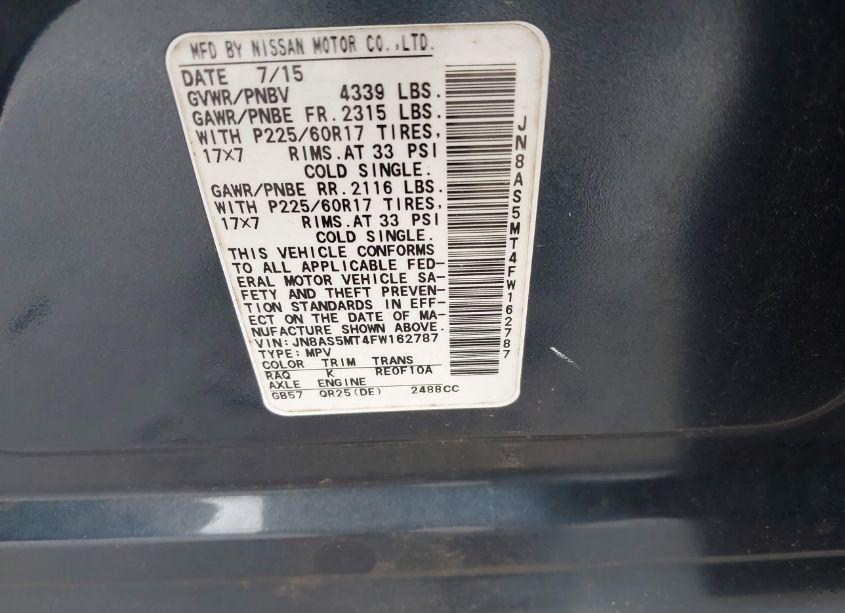 MFD BY NISSAN MOTOR CO.,LTD.
DATE 7/15
GVWR/PNBV 4339 LBS.
GAWR/PNBE FR.2315 LBS.
WITH P225/60R17 TIRES,
17×7 RIMS.AT 33 PSI
COLD SINGLE.
GAWR/PNBE RR.2116 LBS.
WITH P225/60R17 TIRES,
17×7 RIMS.AT 33 PSI
COLD SINGLE.
THIS VEHICLE CONFORMS
TO ALL APPLICABLE FED-
ERAL MOTOR VEHICLE SA-
FETY AND THEFT PREVEN-
TION STANDARDS IN EFF-
ECT ON THE DATE OF MA-
NUFACTURE SHOWN ABOVE.
VIN:JN8AS5MT4FW162787
TYPE:MPV
COLOR TRIM TRANS
RAQ K RE0F10A
AXLE ENGINE
GB57 QR25(DE) 2488CC
JN8AS5MT4FW162787